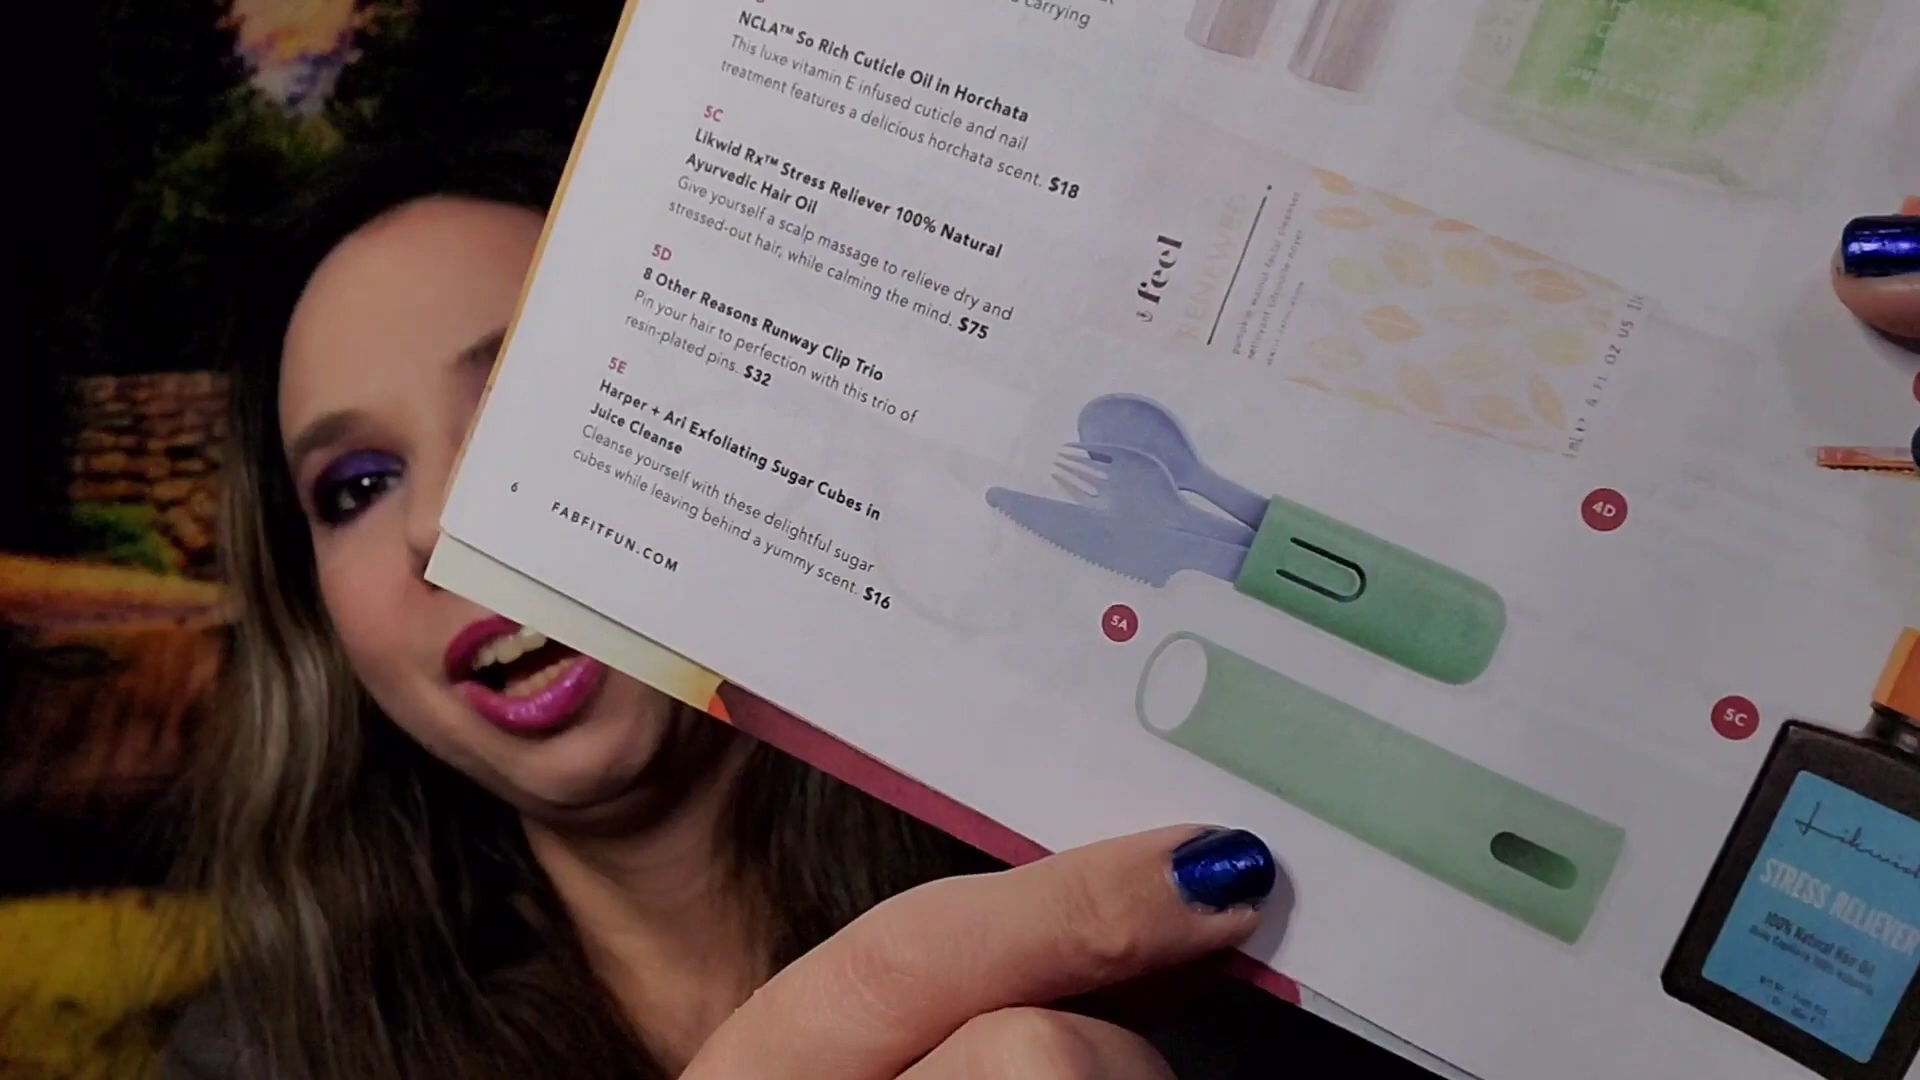 carrying
NCLA™ So Rich Cuticle Oil in Horchata
This luxe vitamin E infused cuticle and nail
treatment features a delicious horchata scent. $18
5C
Likwid Rx™ Stress Reliever 100% Natural
Ayurvedic Hair Oil
Give yourself a scalp massage to relieve dry and
stressed-out hair, while calming the mind. $75
5D
8 Other Reasons Runway Clip Trio
Pin your hair to perfection with this trio of
resin-plated pins. $32
5E
Harper + Ari Exfoliating Sugar Cubes in
Juice Cleanse
Cleanse yourself with these delightful sugar
cubes while leaving behind a yummy scent. $16
6
FABFITFUN.COM
feel
RENEWED
4D
5A
5C
Likwid
STRESS RELIEVER
100% Natural Hair Oil